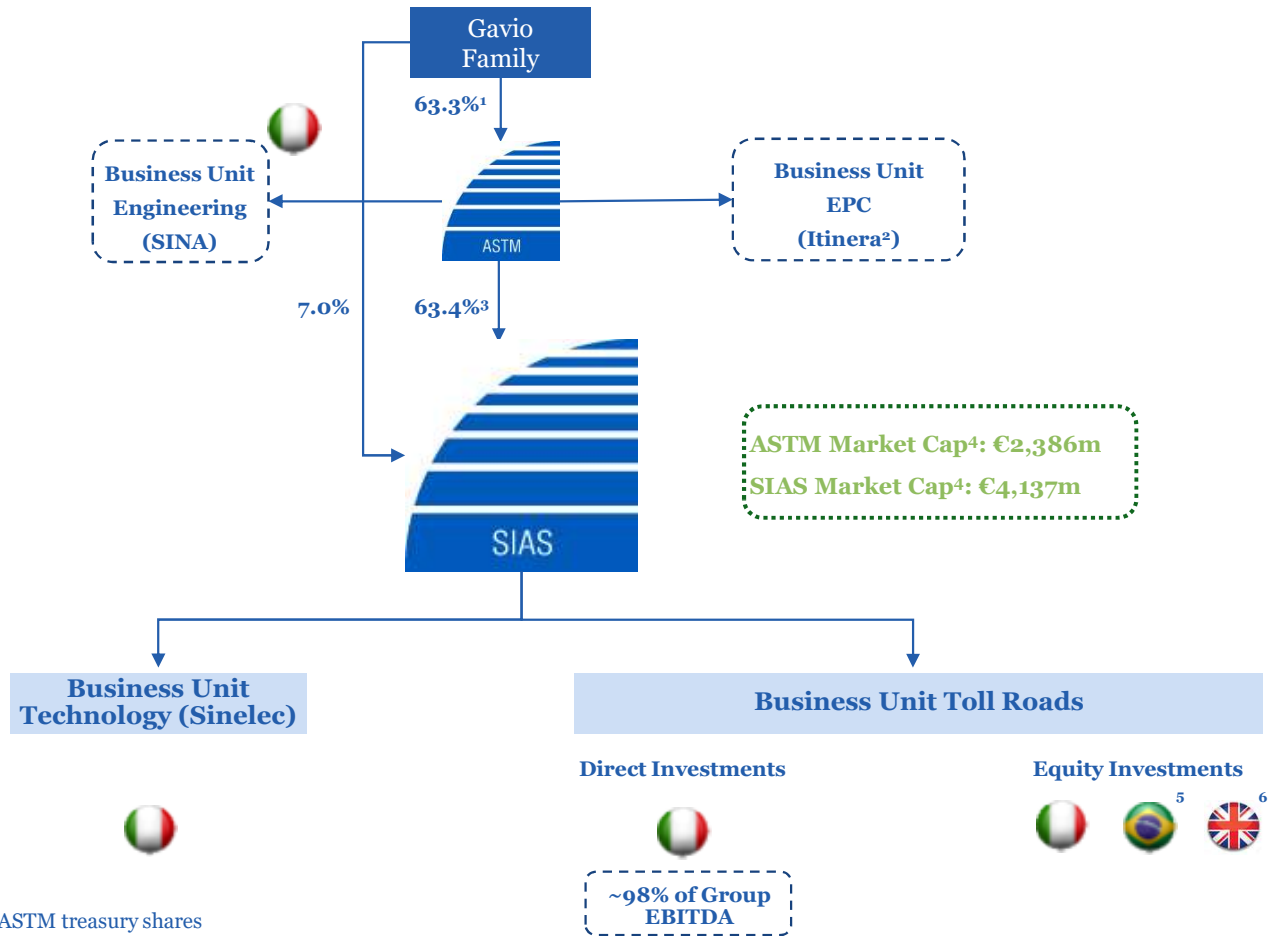 Gavio
Family
63.3%¹
Business Unit
Engineering
(SINA)
ASTM
Business Unit
EPC
(Itinera²)
7.0%
63.4%³
SIAS
ASTM Market Cap⁴: €2,386m
SIAS Market Cap⁴: €4,137m
Business Unit
Technology (Sinelec)
Business Unit Toll Roads
Direct Investments
Equity Investments
5
6
~98% of Group
EBITDA
ASTM treasury shares